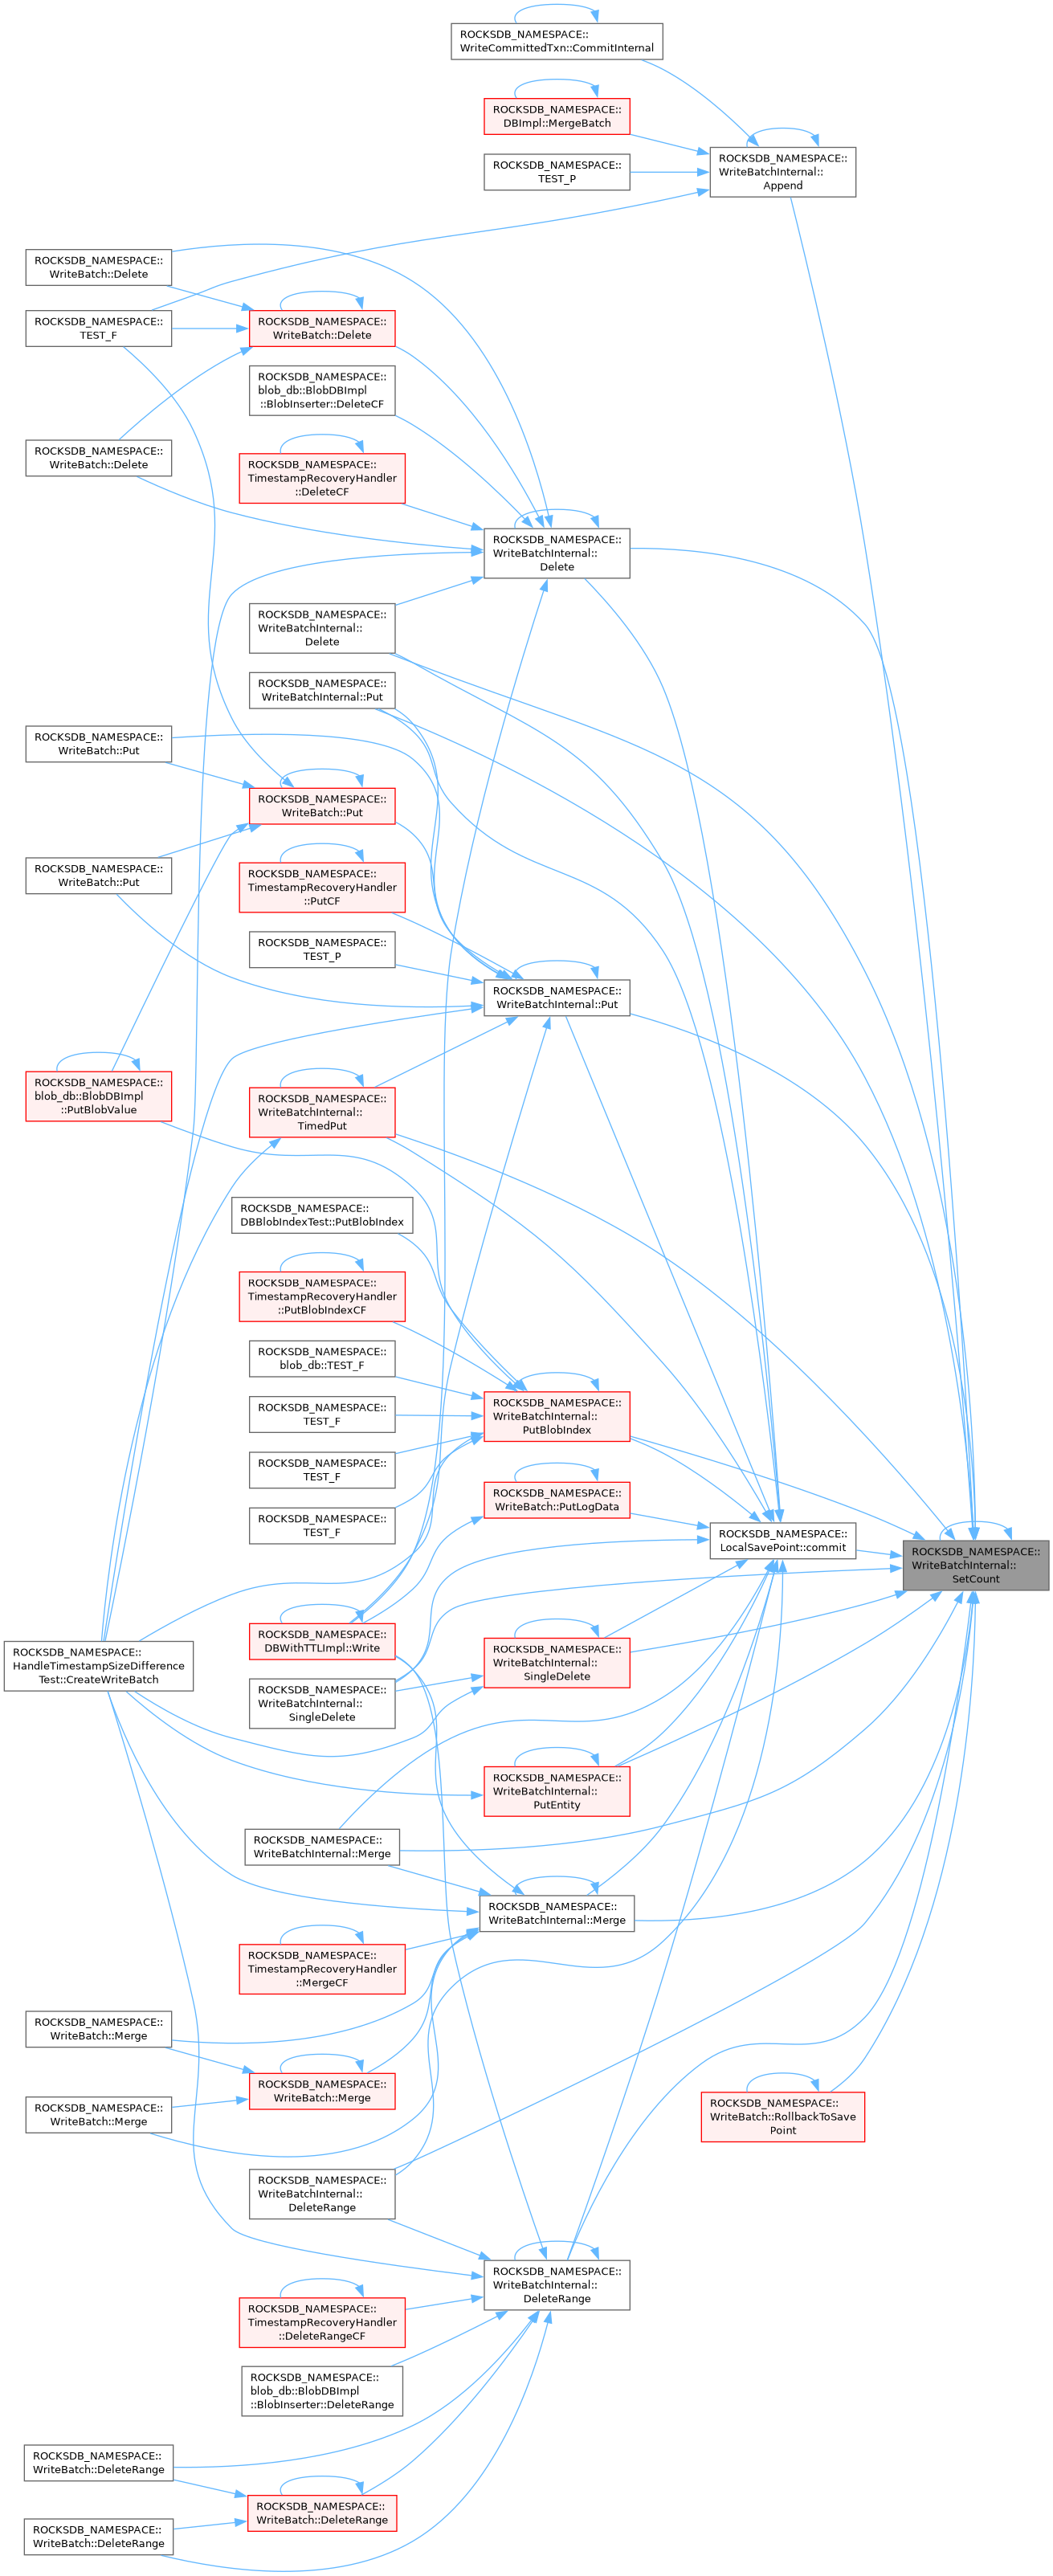 ROCKSDB_NAMESPACE::
WriteCommittedTxn::CommitInternal
ROCKSDB_NAMESPACE::
DBImpl::MergeBatch
ROCKSDB_NAMESPACE::
WriteBatchInternal::
Append
ROCKSDB_NAMESPACE::
TEST_P
ROCKSDB_NAMESPACE::
WriteBatch::Delete
ROCKSDB_NAMESPACE::
TEST_F
ROCKSDB_NAMESPACE::
WriteBatch::Delete
ROCKSDB_NAMESPACE::
blob_db::BlobDBImpl
::BlobInserter::DeleteCF
ROCKSDB_NAMESPACE::
WriteBatch::Delete
ROCKSDB_NAMESPACE::
TimestampRecoveryHandler
::DeleteCF
ROCKSDB_NAMESPACE::
WriteBatchInternal::
Delete
ROCKSDB_NAMESPACE::
WriteBatchInternal::
Delete
ROCKSDB_NAMESPACE::
WriteBatchInternal::Put
ROCKSDB_NAMESPACE::
WriteBatch::Put
ROCKSDB_NAMESPACE::
WriteBatch::Put
ROCKSDB_NAMESPACE::
WriteBatch::Put
ROCKSDB_NAMESPACE::
TimestampRecoveryHandler
::PutCF
ROCKSDB_NAMESPACE::
TEST_P
ROCKSDB_NAMESPACE::
WriteBatchInternal::Put
ROCKSDB_NAMESPACE::
blob_db::BlobDBImpl
::PutBlobValue
ROCKSDB_NAMESPACE::
WriteBatchInternal::
TimedPut
ROCKSDB_NAMESPACE::
DBBlobIndexTest::PutBlobIndex
ROCKSDB_NAMESPACE::
TimestampRecoveryHandler
::PutBlobIndexCF
ROCKSDB_NAMESPACE::
blob_db::TEST_F
ROCKSDB_NAMESPACE::
TEST_F
ROCKSDB_NAMESPACE::
WriteBatchInternal::
PutBlobIndex
ROCKSDB_NAMESPACE::
TEST_F
ROCKSDB_NAMESPACE::
WriteBatch::PutLogData
ROCKSDB_NAMESPACE::
TEST_F
ROCKSDB_NAMESPACE::
LocalSavePoint::commit
ROCKSDB_NAMESPACE::
WriteBatchInternal::
SetCount
ROCKSDB_NAMESPACE::
HandleTimestampSizeDifference
Test::CreateWriteBatch
ROCKSDB_NAMESPACE::
DBWithTTLImpl::Write
ROCKSDB_NAMESPACE::
WriteBatchInternal::
SingleDelete
ROCKSDB_NAMESPACE::
WriteBatchInternal::
SingleDelete
ROCKSDB_NAMESPACE::
WriteBatchInternal::
PutEntity
ROCKSDB_NAMESPACE::
WriteBatchInternal::Merge
ROCKSDB_NAMESPACE::
WriteBatchInternal::Merge
ROCKSDB_NAMESPACE::
TimestampRecoveryHandler
::MergeCF
ROCKSDB_NAMESPACE::
WriteBatch::Merge
ROCKSDB_NAMESPACE::
WriteBatch::Merge
ROCKSDB_NAMESPACE::
WriteBatch::Merge
ROCKSDB_NAMESPACE::
WriteBatch::RollbackToSave
Point
ROCKSDB_NAMESPACE::
WriteBatchInternal::
DeleteRange
ROCKSDB_NAMESPACE::
WriteBatchInternal::
DeleteRange
ROCKSDB_NAMESPACE::
TimestampRecoveryHandler
::DeleteRangeCF
ROCKSDB_NAMESPACE::
blob_db::BlobDBImpl
::BlobInserter::DeleteRange
ROCKSDB_NAMESPACE::
WriteBatch::DeleteRange
ROCKSDB_NAMESPACE::
WriteBatch::DeleteRange
ROCKSDB_NAMESPACE::
WriteBatch::DeleteRange